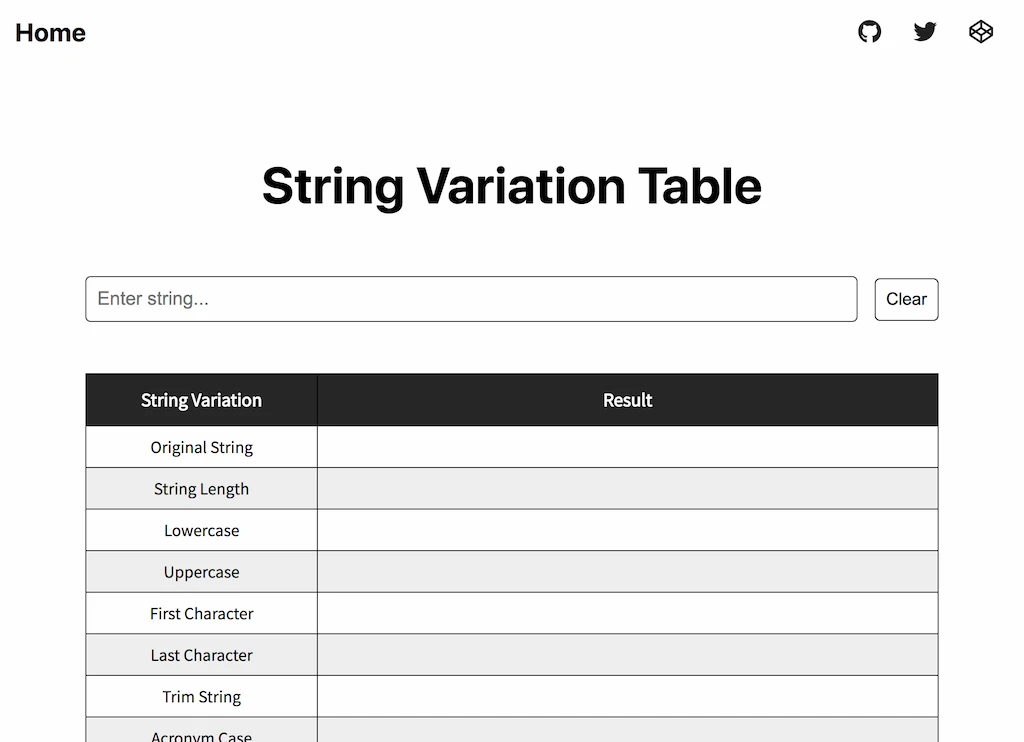 Home
String Variation Table
Enter string...
Clear
String Variation Result
Original String
String Length
Lowercase
Uppercase
First Character
Last Character
Trim String
Acronym Case